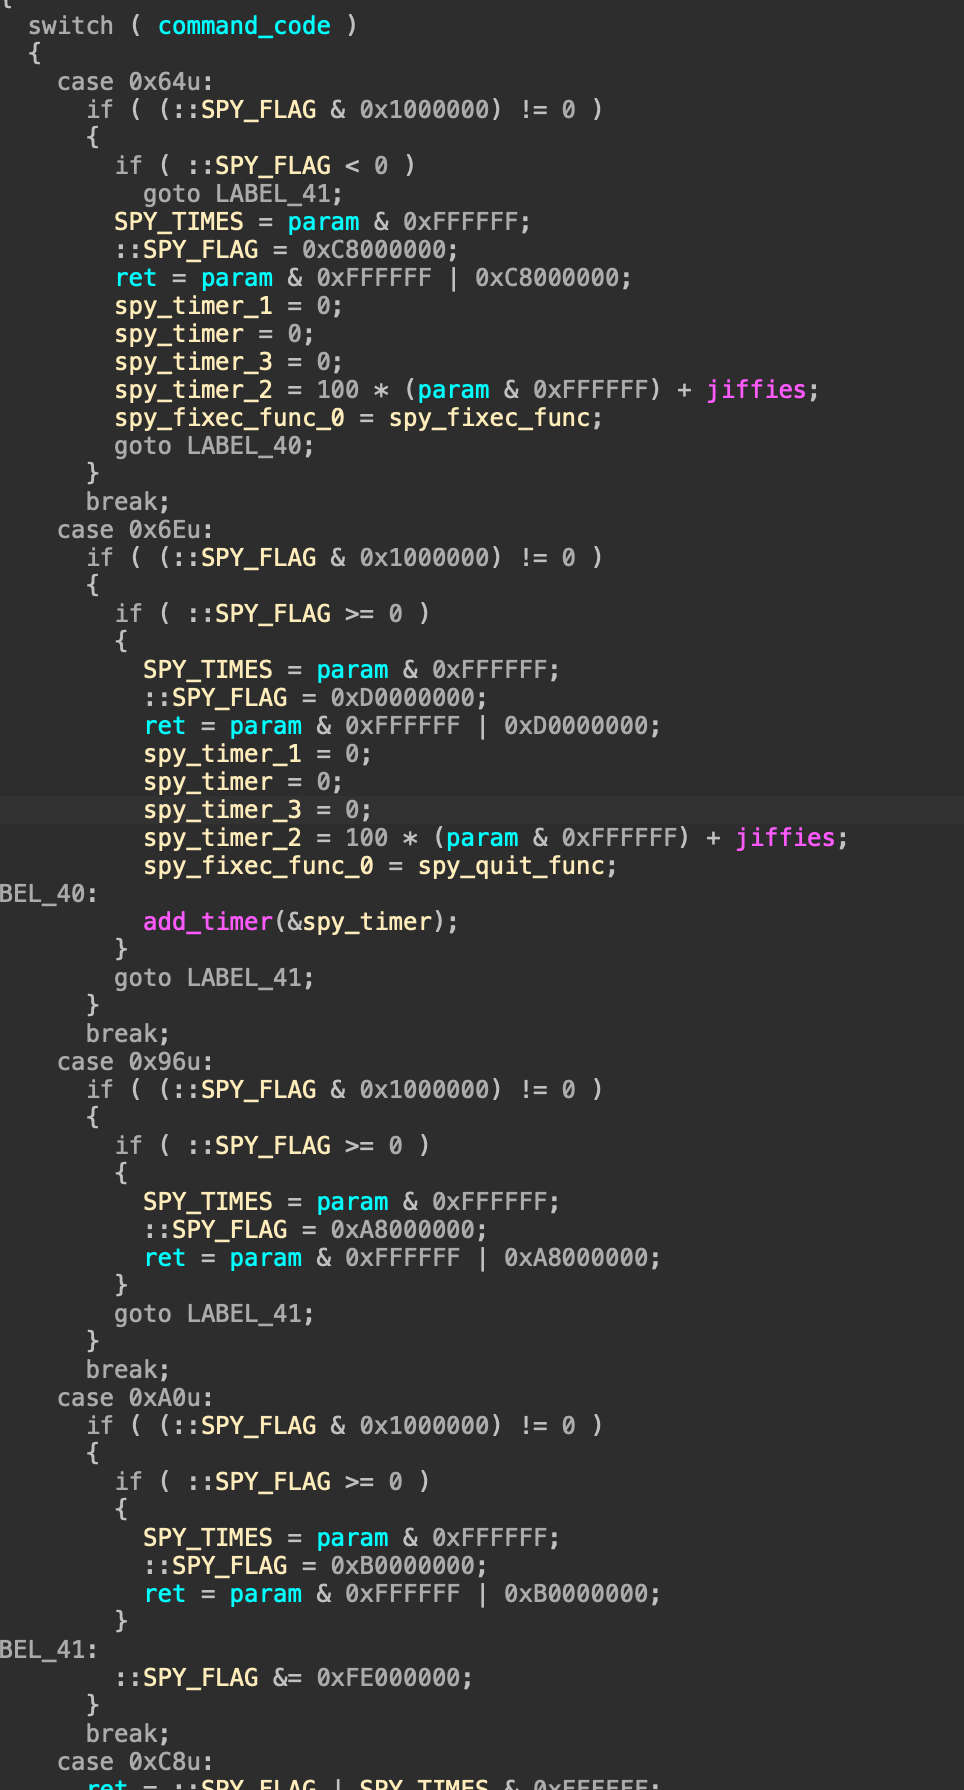 {
switch ( command_code )
{
case 0x64u:
if ( (::SPY_FLAG & 0x1000000) != 0 )
{
if ( ::SPY_FLAG < 0 )
goto LABEL_41;
SPY_TIMES = param & 0xFFFFFF;
::SPY_FLAG = 0xC8000000;
ret = param & 0xFFFFFF | 0xC8000000;
spy_timer_1 = 0;
spy_timer = 0;
spy_timer_3 = 0;
spy_timer_2 = 100 * (param & 0xFFFFFF) + jiffies;
spy_fixec_func_0 = spy_fixec_func;
goto LABEL_40;
}
break;
case 0x6Eu:
if ( (::SPY_FLAG & 0x1000000) != 0 )
{
if ( ::SPY_FLAG >= 0 )
{
SPY_TIMES = param & 0xFFFFFF;
::SPY_FLAG = 0xD0000000;
ret = param & 0xFFFFFF | 0xD0000000;
spy_timer_1 = 0;
spy_timer = 0;
spy_timer_3 = 0;
spy_timer_2 = 100 * (param & 0xFFFFFF) + jiffies;
spy_fixec_func_0 = spy_quit_func;
BEL_40:
add_timer(&spy_timer);
}
goto LABEL_41;
}
break;
case 0x96u:
if ( (::SPY_FLAG & 0x1000000) != 0 )
{
if ( ::SPY_FLAG >= 0 )
{
SPY_TIMES = param & 0xFFFFFF;
::SPY_FLAG = 0xA8000000;
ret = param & 0xFFFFFF | 0xA8000000;
}
goto LABEL_41;
}
break;
case 0xA0u:
if ( (::SPY_FLAG & 0x1000000) != 0 )
{
if ( ::SPY_FLAG >= 0 )
{
SPY_TIMES = param & 0xFFFFFF;
::SPY_FLAG = 0xB0000000;
ret = param & 0xFFFFFF | 0xB0000000;
}
BEL_41:
::SPY_FLAG &= 0xFE000000;
}
break;
case 0xC8u:
ret = ::SPY_FLAG | SPY_TIMES & 0xFFFFFF;